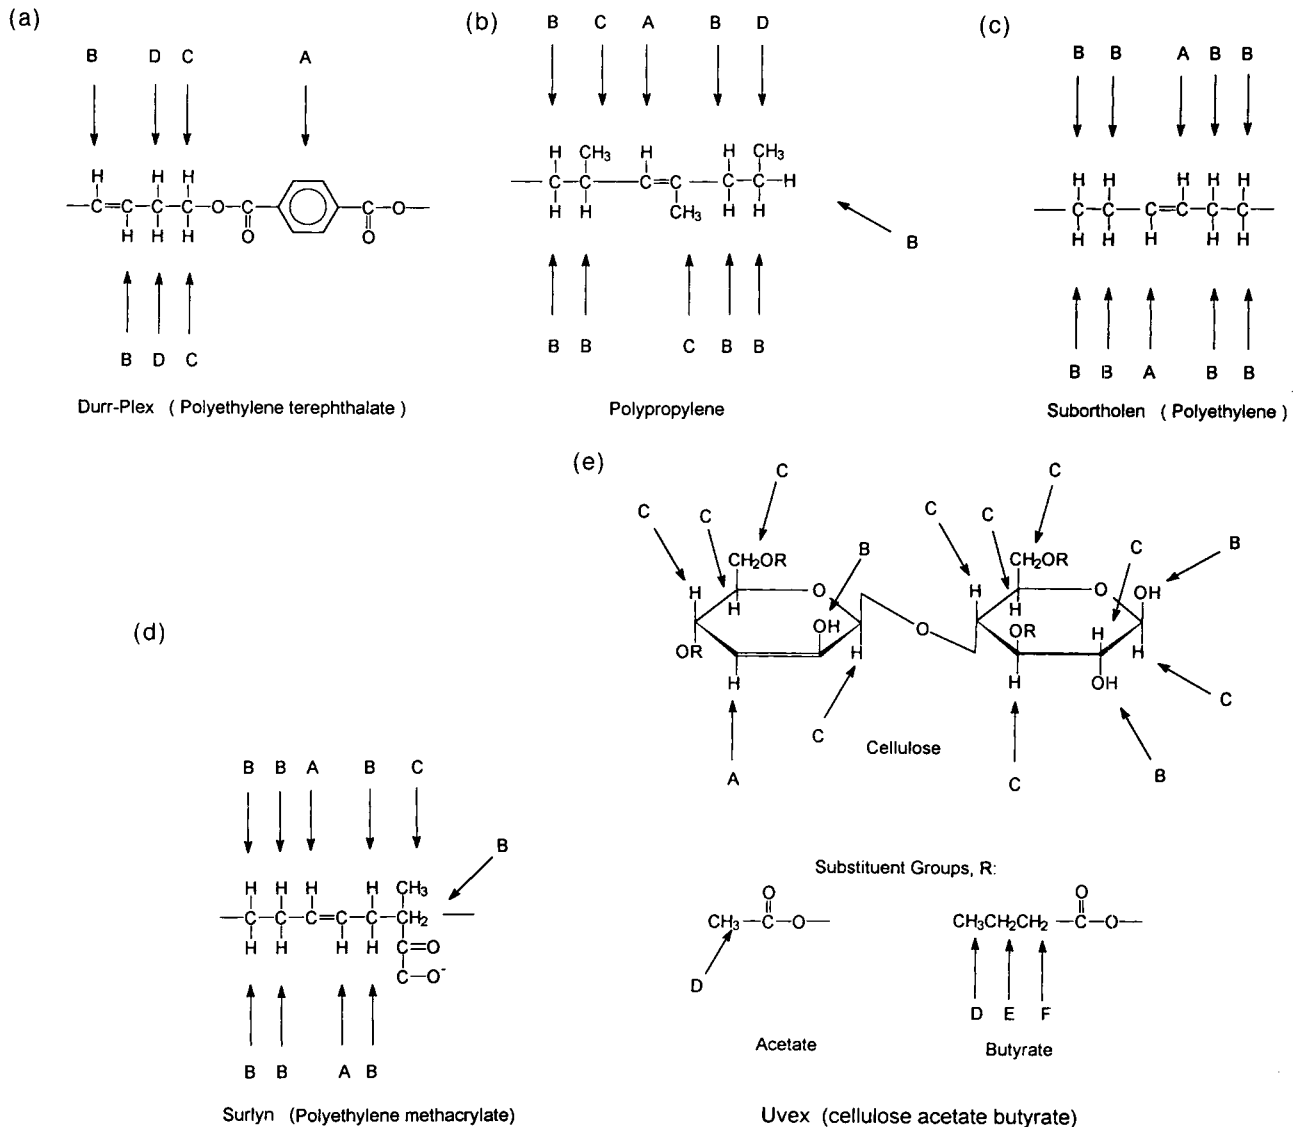 (a)
B D C A
H H H
C=C-C-C-O-C C-O
H H H O O
B D C
Durr-Plex ( Polyethylene terephthalate )
(b)
B C A B D
H CH3 H H CH3
C-C C=C C-C-H
H H CH3 H H
B
B B C B B
Polypropylene
(c)
B B A B B
H H H H H
C-C-C=C-C-C
H H H H H
B B A B B
Subortholen ( Polyethylene )
(d)
B B A B C
B
H H H H CH3
C-C-C=C-C-C-CH2
H H H H C=O
C-O-
B B A B
Surlyn (Polyethylene methacrylate)
(e)
C C C B C C C C B
CH2OR CH2OR
H H O OH O H H O H OH
OR H H OR H OH H
A C C B C
Cellulose
Substituent Groups, R:
O O
CH3-C-O CH3CH2CH2-C-O
D D E F
Acetate Butyrate
Uvex (cellulose acetate butyrate)